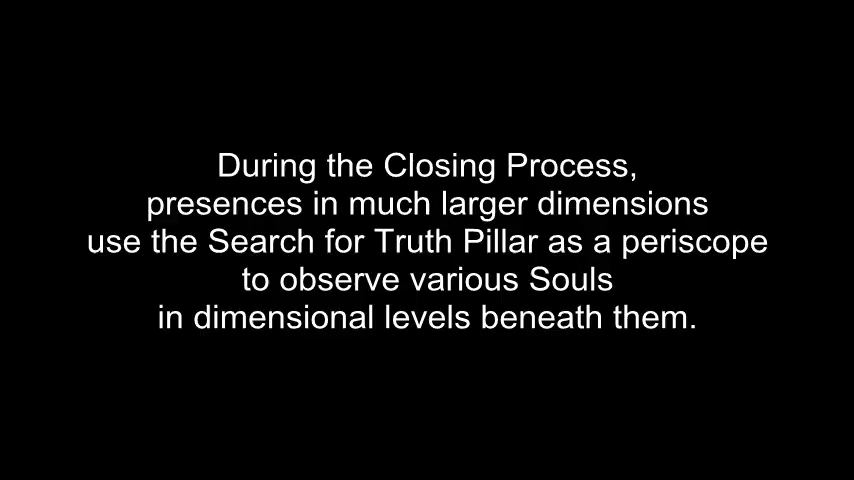 During the Closing Process,
presences in much larger dimensions
use the Search for Truth Pillar as a periscope
to observe various Souls
in dimensional levels beneath them.